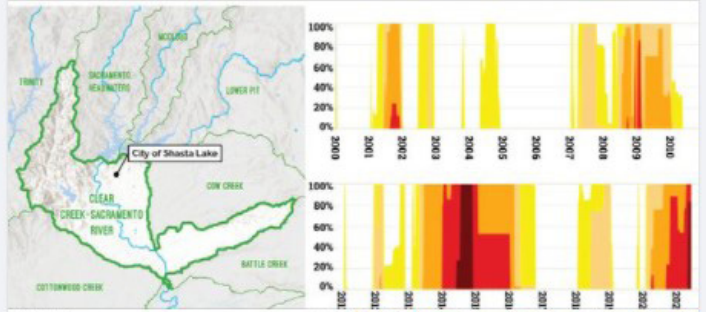 MCCLOUD
TRINITY
SACRAMENTO
HEADWATERS
LOWER PIT
City of Shasta Lake
COW CREEK
CLEAR
CREEK-SACRAMENTO
RIVER
BATTLE CREEK
COTTONWOOD CREEK
100%
80%
60%
40%
20%
0%
2000
2001
2002
2003
2004
2005
2006
2007
2008
2009
2010
100%
80%
60%
40%
20%
0%